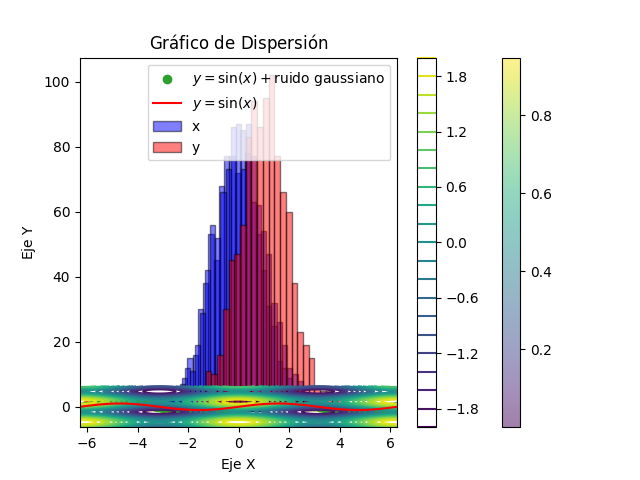 Gráfico de Dispersión
y = sin(x) + ruido gaussiano
y = sin(x)
x
y
Eje Y
100
80
60
40
20
0
−6 −4 −2 0 2 4 6
Eje X
1.8
1.2
0.6
0.0
−0.6
−1.2
−1.8
0.8
0.6
0.4
0.2